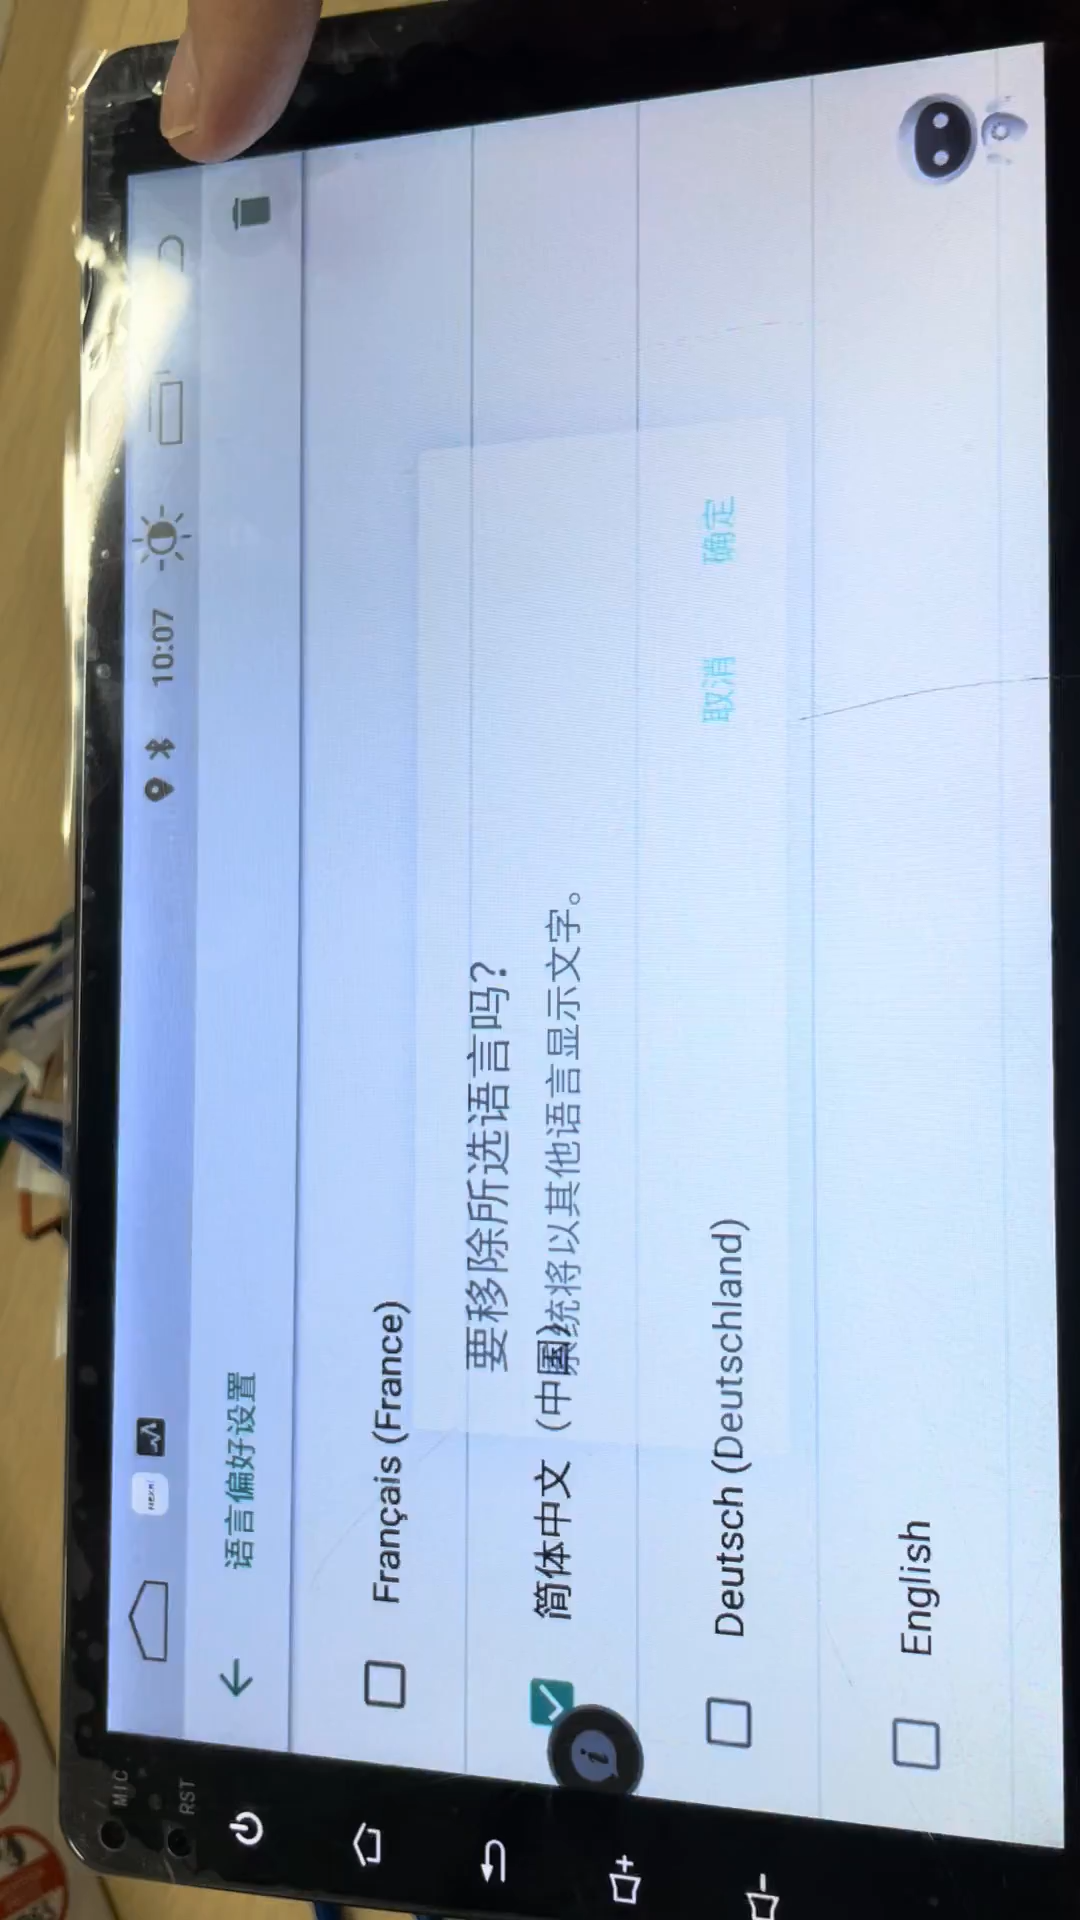 MIC
RST
10:07
语言偏好设置
Français (France)
要移除所选语言吗？
简体中文（中国）
系统将以其他语言显示文字。
取消 确定
Deutsch (Deutschland)
English